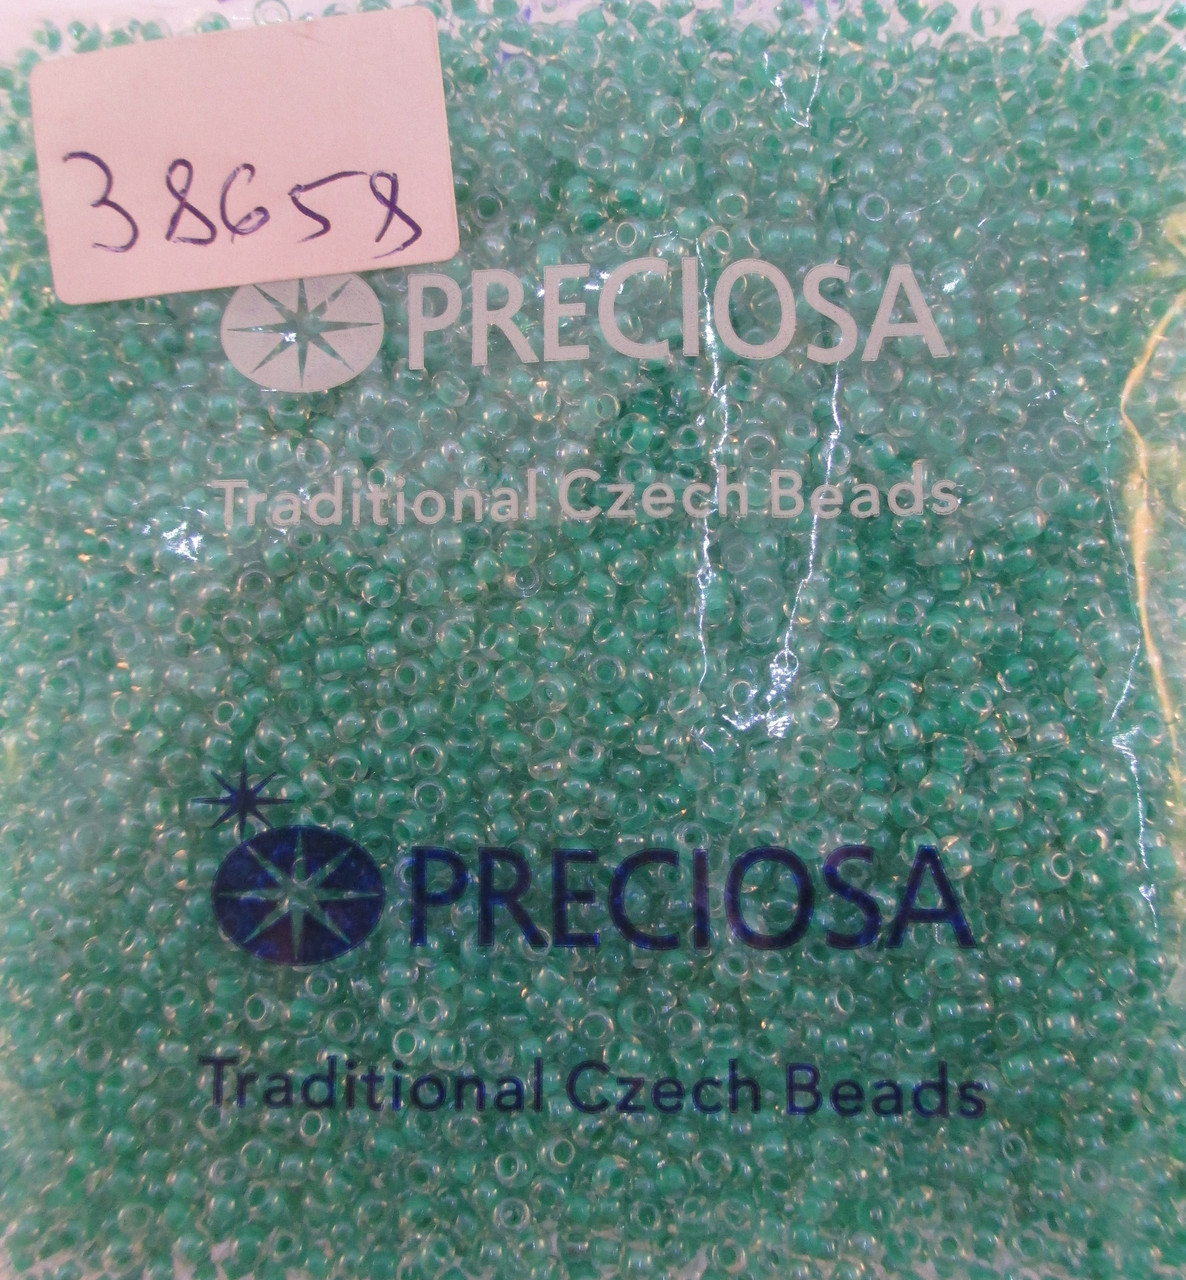 38658
PRECIOSA
Traditional Czech Beads
PRECIOSA
Traditional Czech Beads